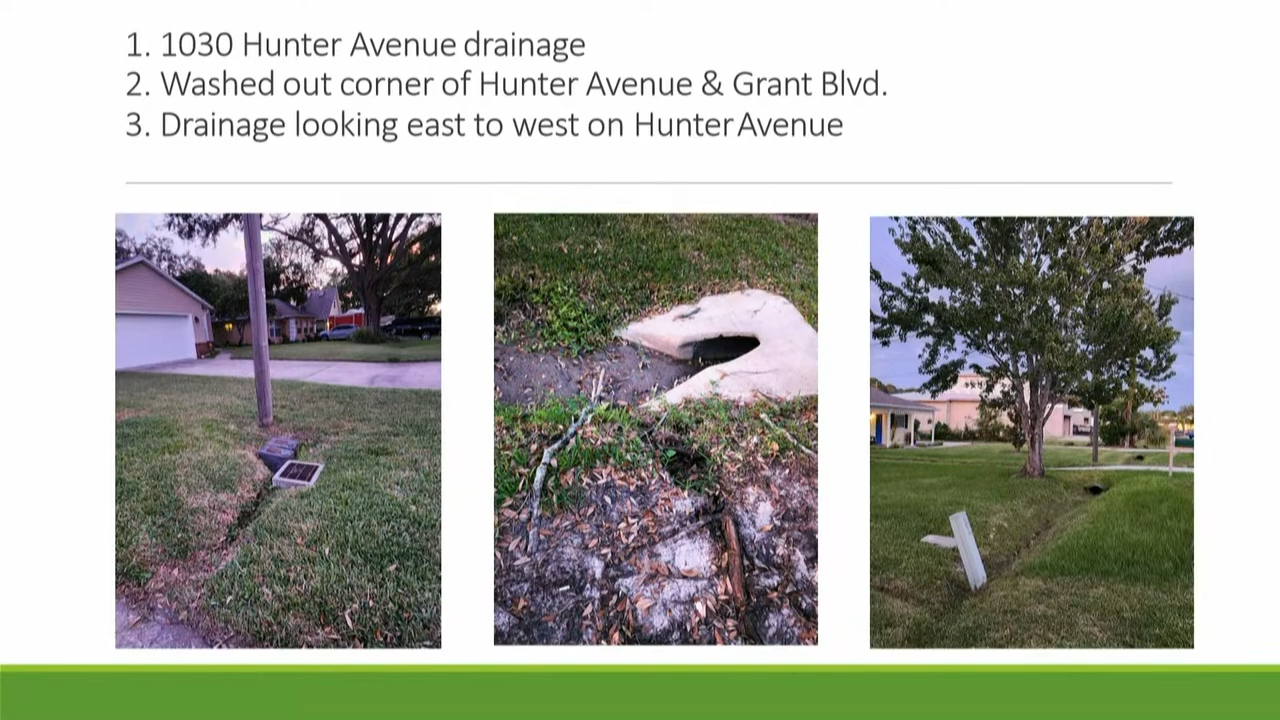 1. 1030 Hunter Avenue drainage
2. Washed out corner of Hunter Avenue & Grant Blvd.
3. Drainage looking east to west on Hunter Avenue